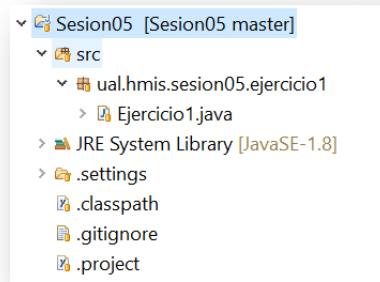 Sesion05 [Sesion05 master]
src
ual.hmis.sesion05.ejercicio1
Ejercicio1.java
JRE System Library [JavaSE-1.8]
.settings
.classpath
.gitignore
.project